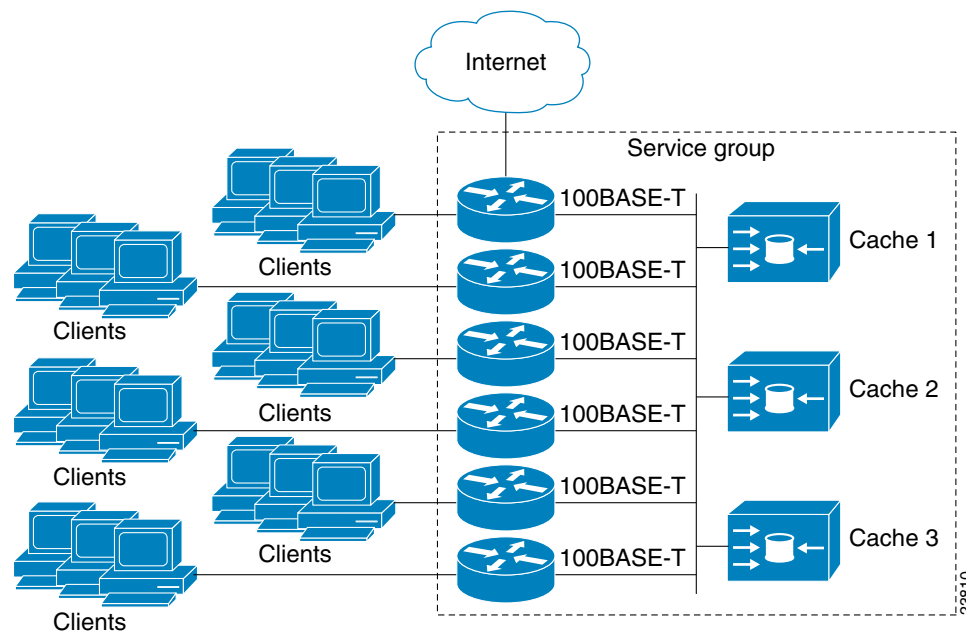 Internet
Service group
100BASE-T
Clients
Cache 1
100BASE-T
Clients
100BASE-T
Clients
Cache 2
100BASE-T
Clients
100BASE-T
Clients
Cache 3
100BASE-T
Clients